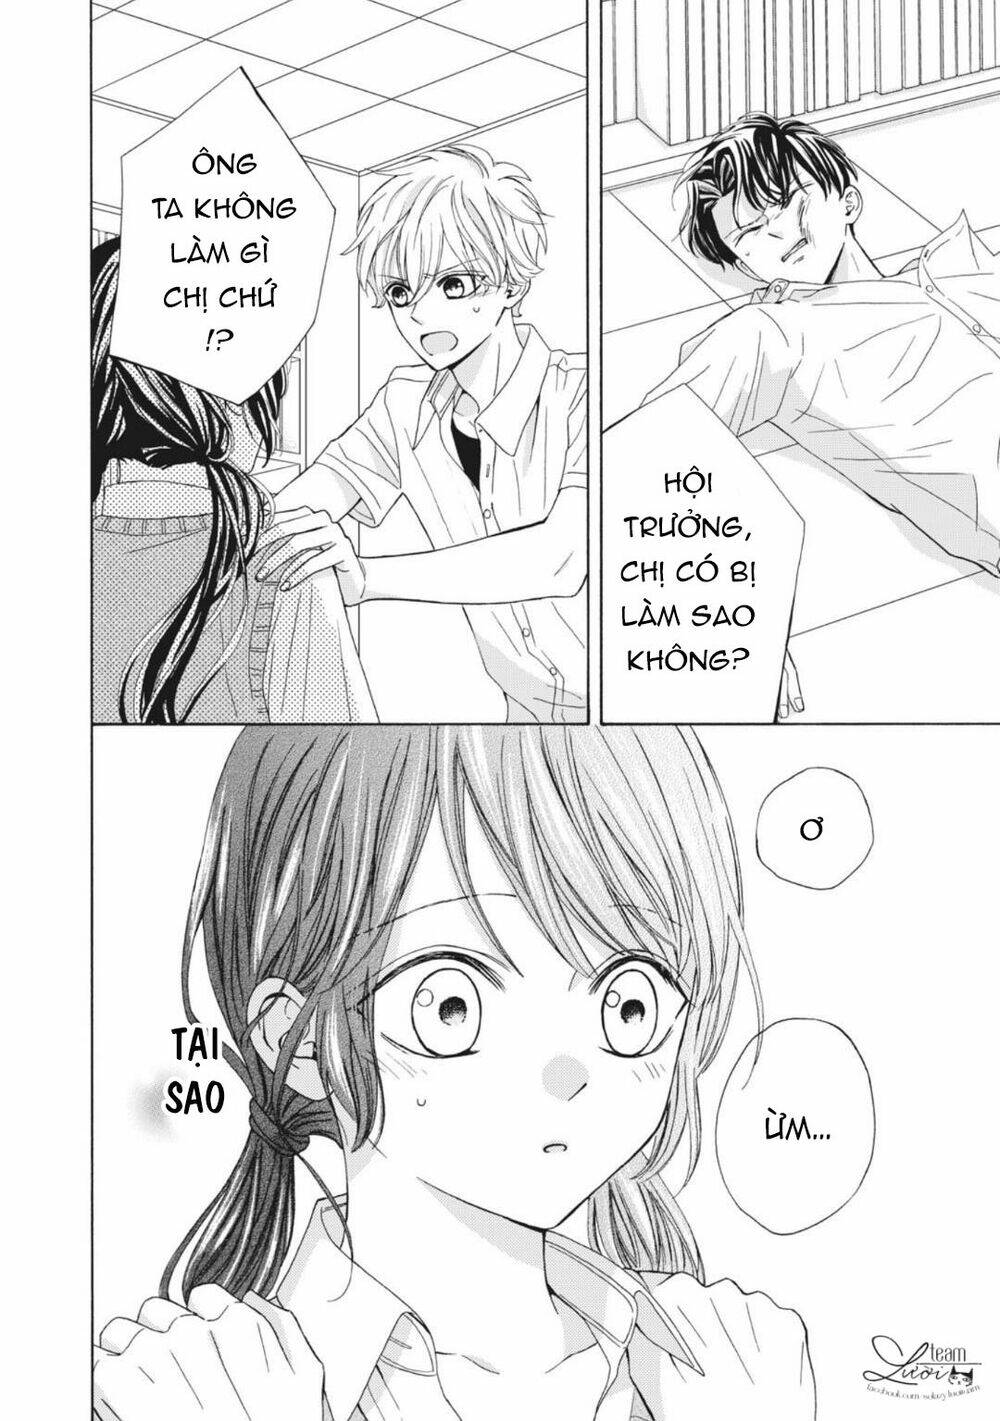 HỘI
TRƯỞNG,
CHỊ CÓ BỊ
LÀM SAO
KHÔNG?
ÔNG
TA KHÔNG
LÀM GÌ
CHỊ CHỨ
!?
Ơ
ỪM...
TẠI
SAO
team
Lười